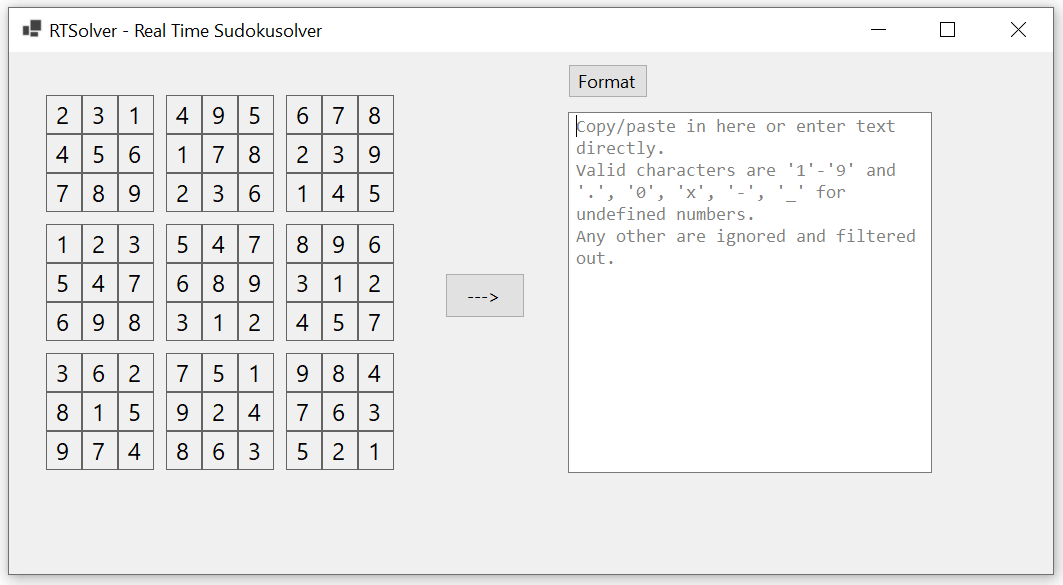 RTSolver - Real Time Sudokusolver
Format
2 3 1 4 9 5 6 7 8
4 5 6 1 7 8 2 3 9
7 8 9 2 3 6 1 4 5
1 2 3 5 4 7 8 9 6
5 4 7 6 8 9 3 1 2
6 9 8 3 1 2 4 5 7
3 6 2 7 5 1 9 8 4
8 1 5 9 2 4 7 6 3
9 7 4 8 6 3 5 2 1
--->
Copy/paste in here or enter text
directly.
Valid characters are '1'-'9' and
'.', '0', 'x', '-', '_' for
undefined numbers.
Any other are ignored and filtered
out.